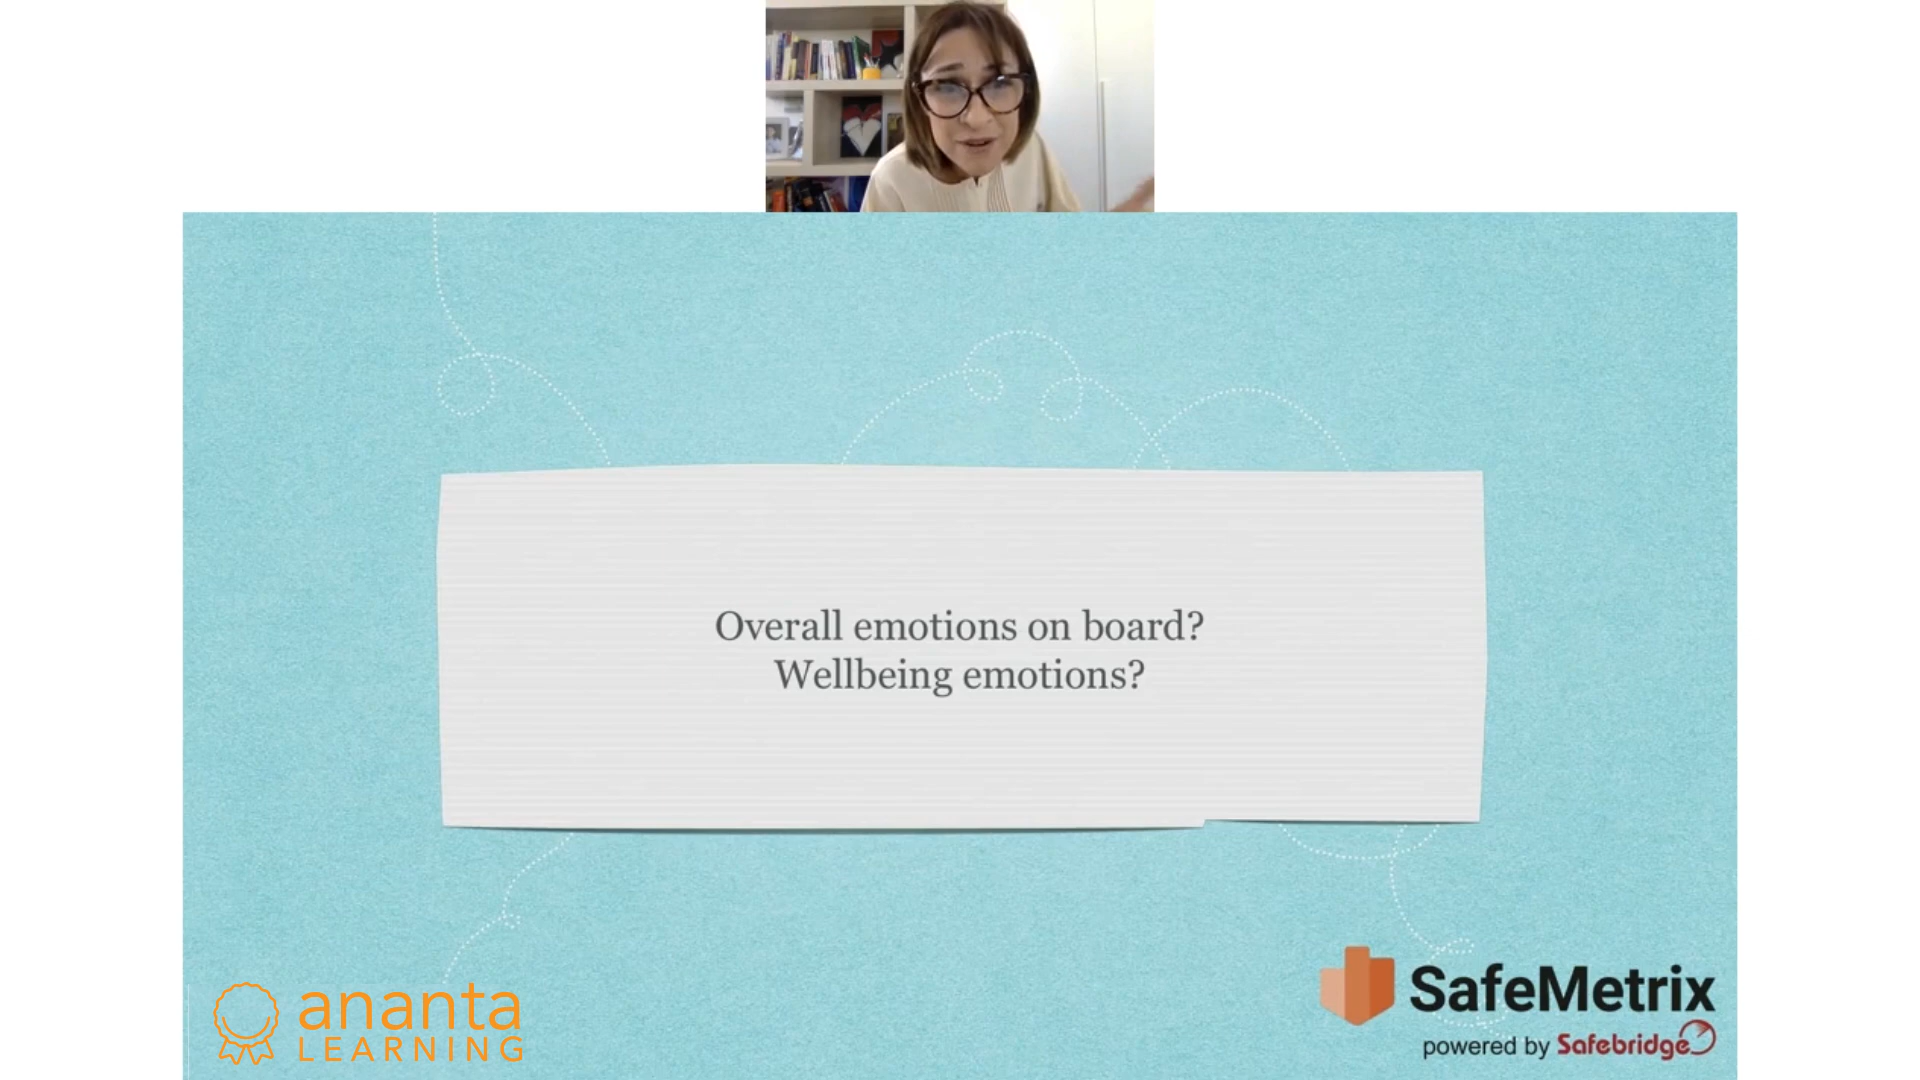 Overall emotions on board?
Wellbeing emotions?
ananta
LEARNING
SafeMetrix
powered by Safebridge